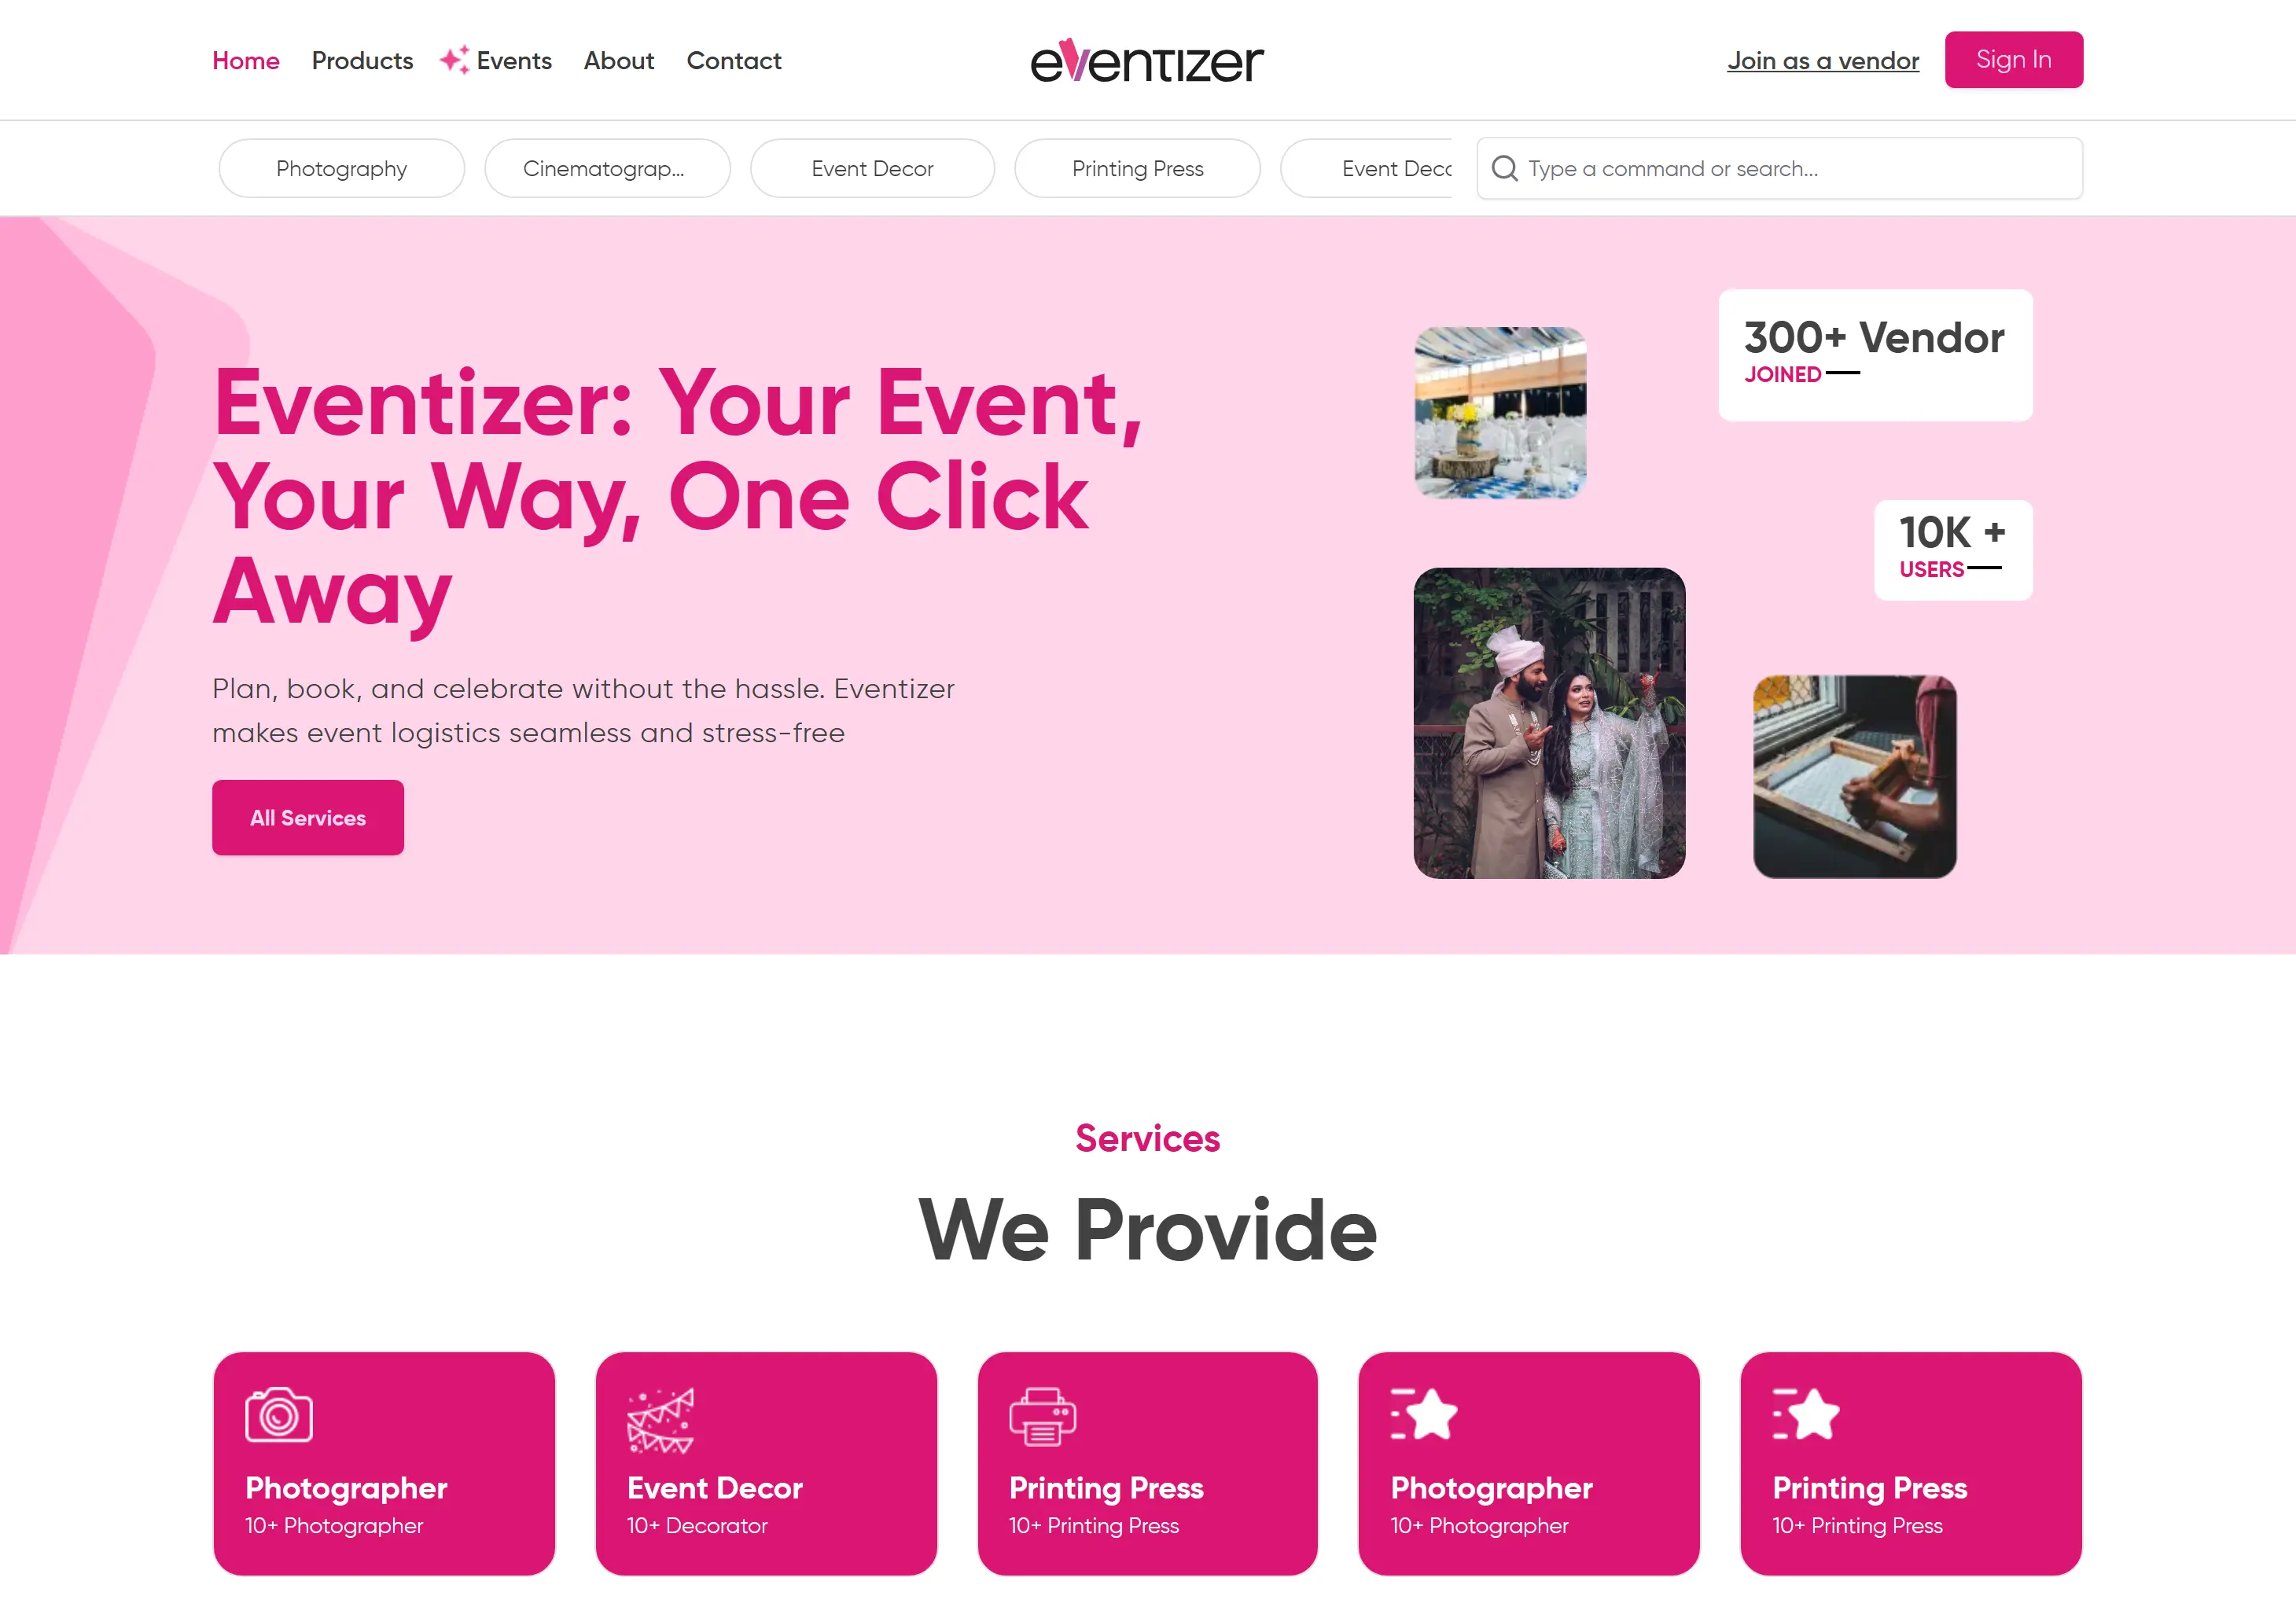 Home
Products
Events
About
Contact
eventizer
Join as a vendor
Sign In
Photography
Cinematograp...
Event Decor
Printing Press
Event Deco
Type a command or search...
Eventizer: Your Event,
Your Way, One Click
Away
Plan, book, and celebrate without the hassle. Eventizer
makes event logistics seamless and stress-free
All Services
300+ Vendor
JOINED
10K +
USERS
Services
We Provide
Photographer
10+ Photographer
Event Decor
10+ Decorator
Printing Press
10+ Printing Press
Photographer
10+ Photographer
Printing Press
10+ Printing Press